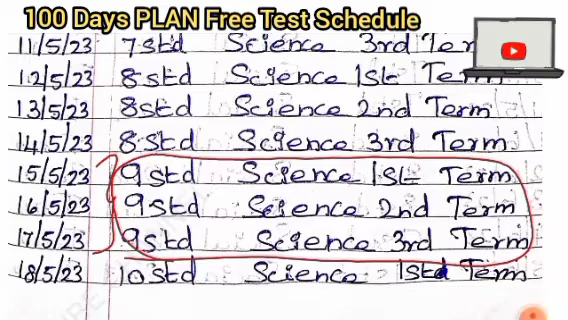 100 Days PLAN Free Test Schedule
11/5/23 7std Science 3rd Ter
12/5/23 8std Science 1st Term
13/5/23 8std Science 2nd Term
14/5/23 8std Science 3rd Term
15/5/23 9std Science 1st Term
16/5/23 9std Science 2nd Term
17/5/23 9std Science 3rd Term
18/5/23 10std Science 1std Term